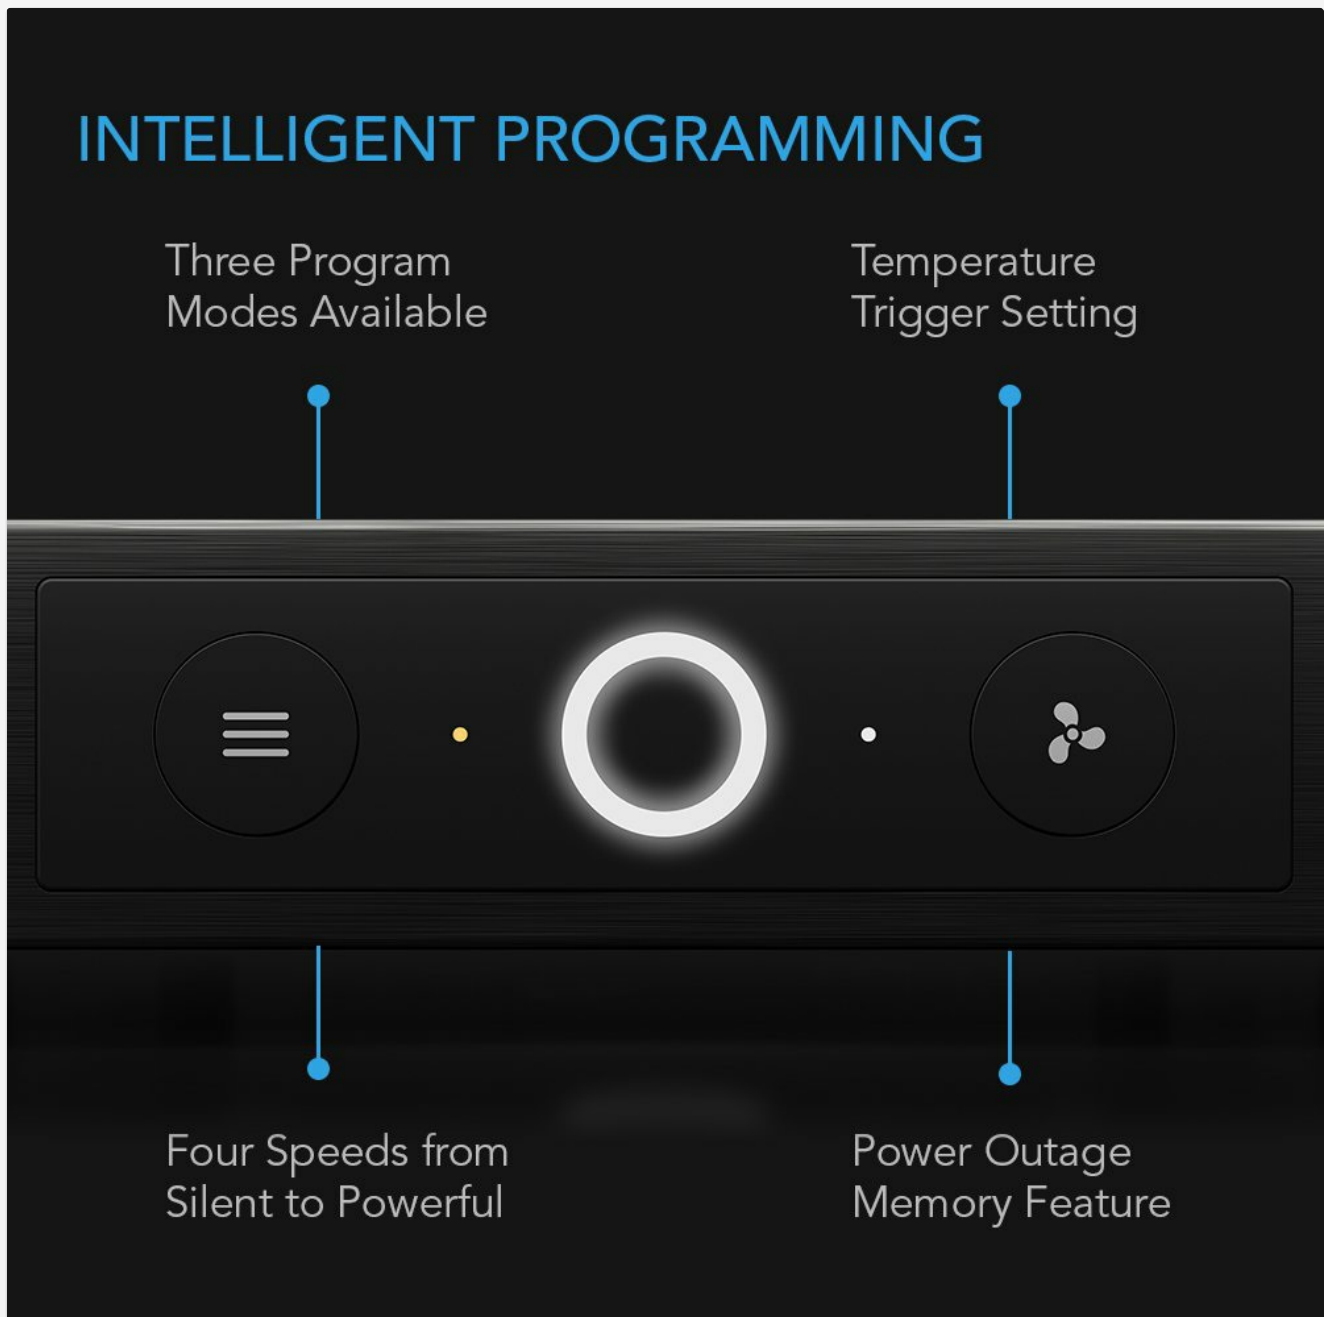 INTELLIGENT PROGRAMMING
Three Program
Modes Available
Temperature
Trigger Setting
Four Speeds from
Silent to Powerful
Power Outage
Memory Feature